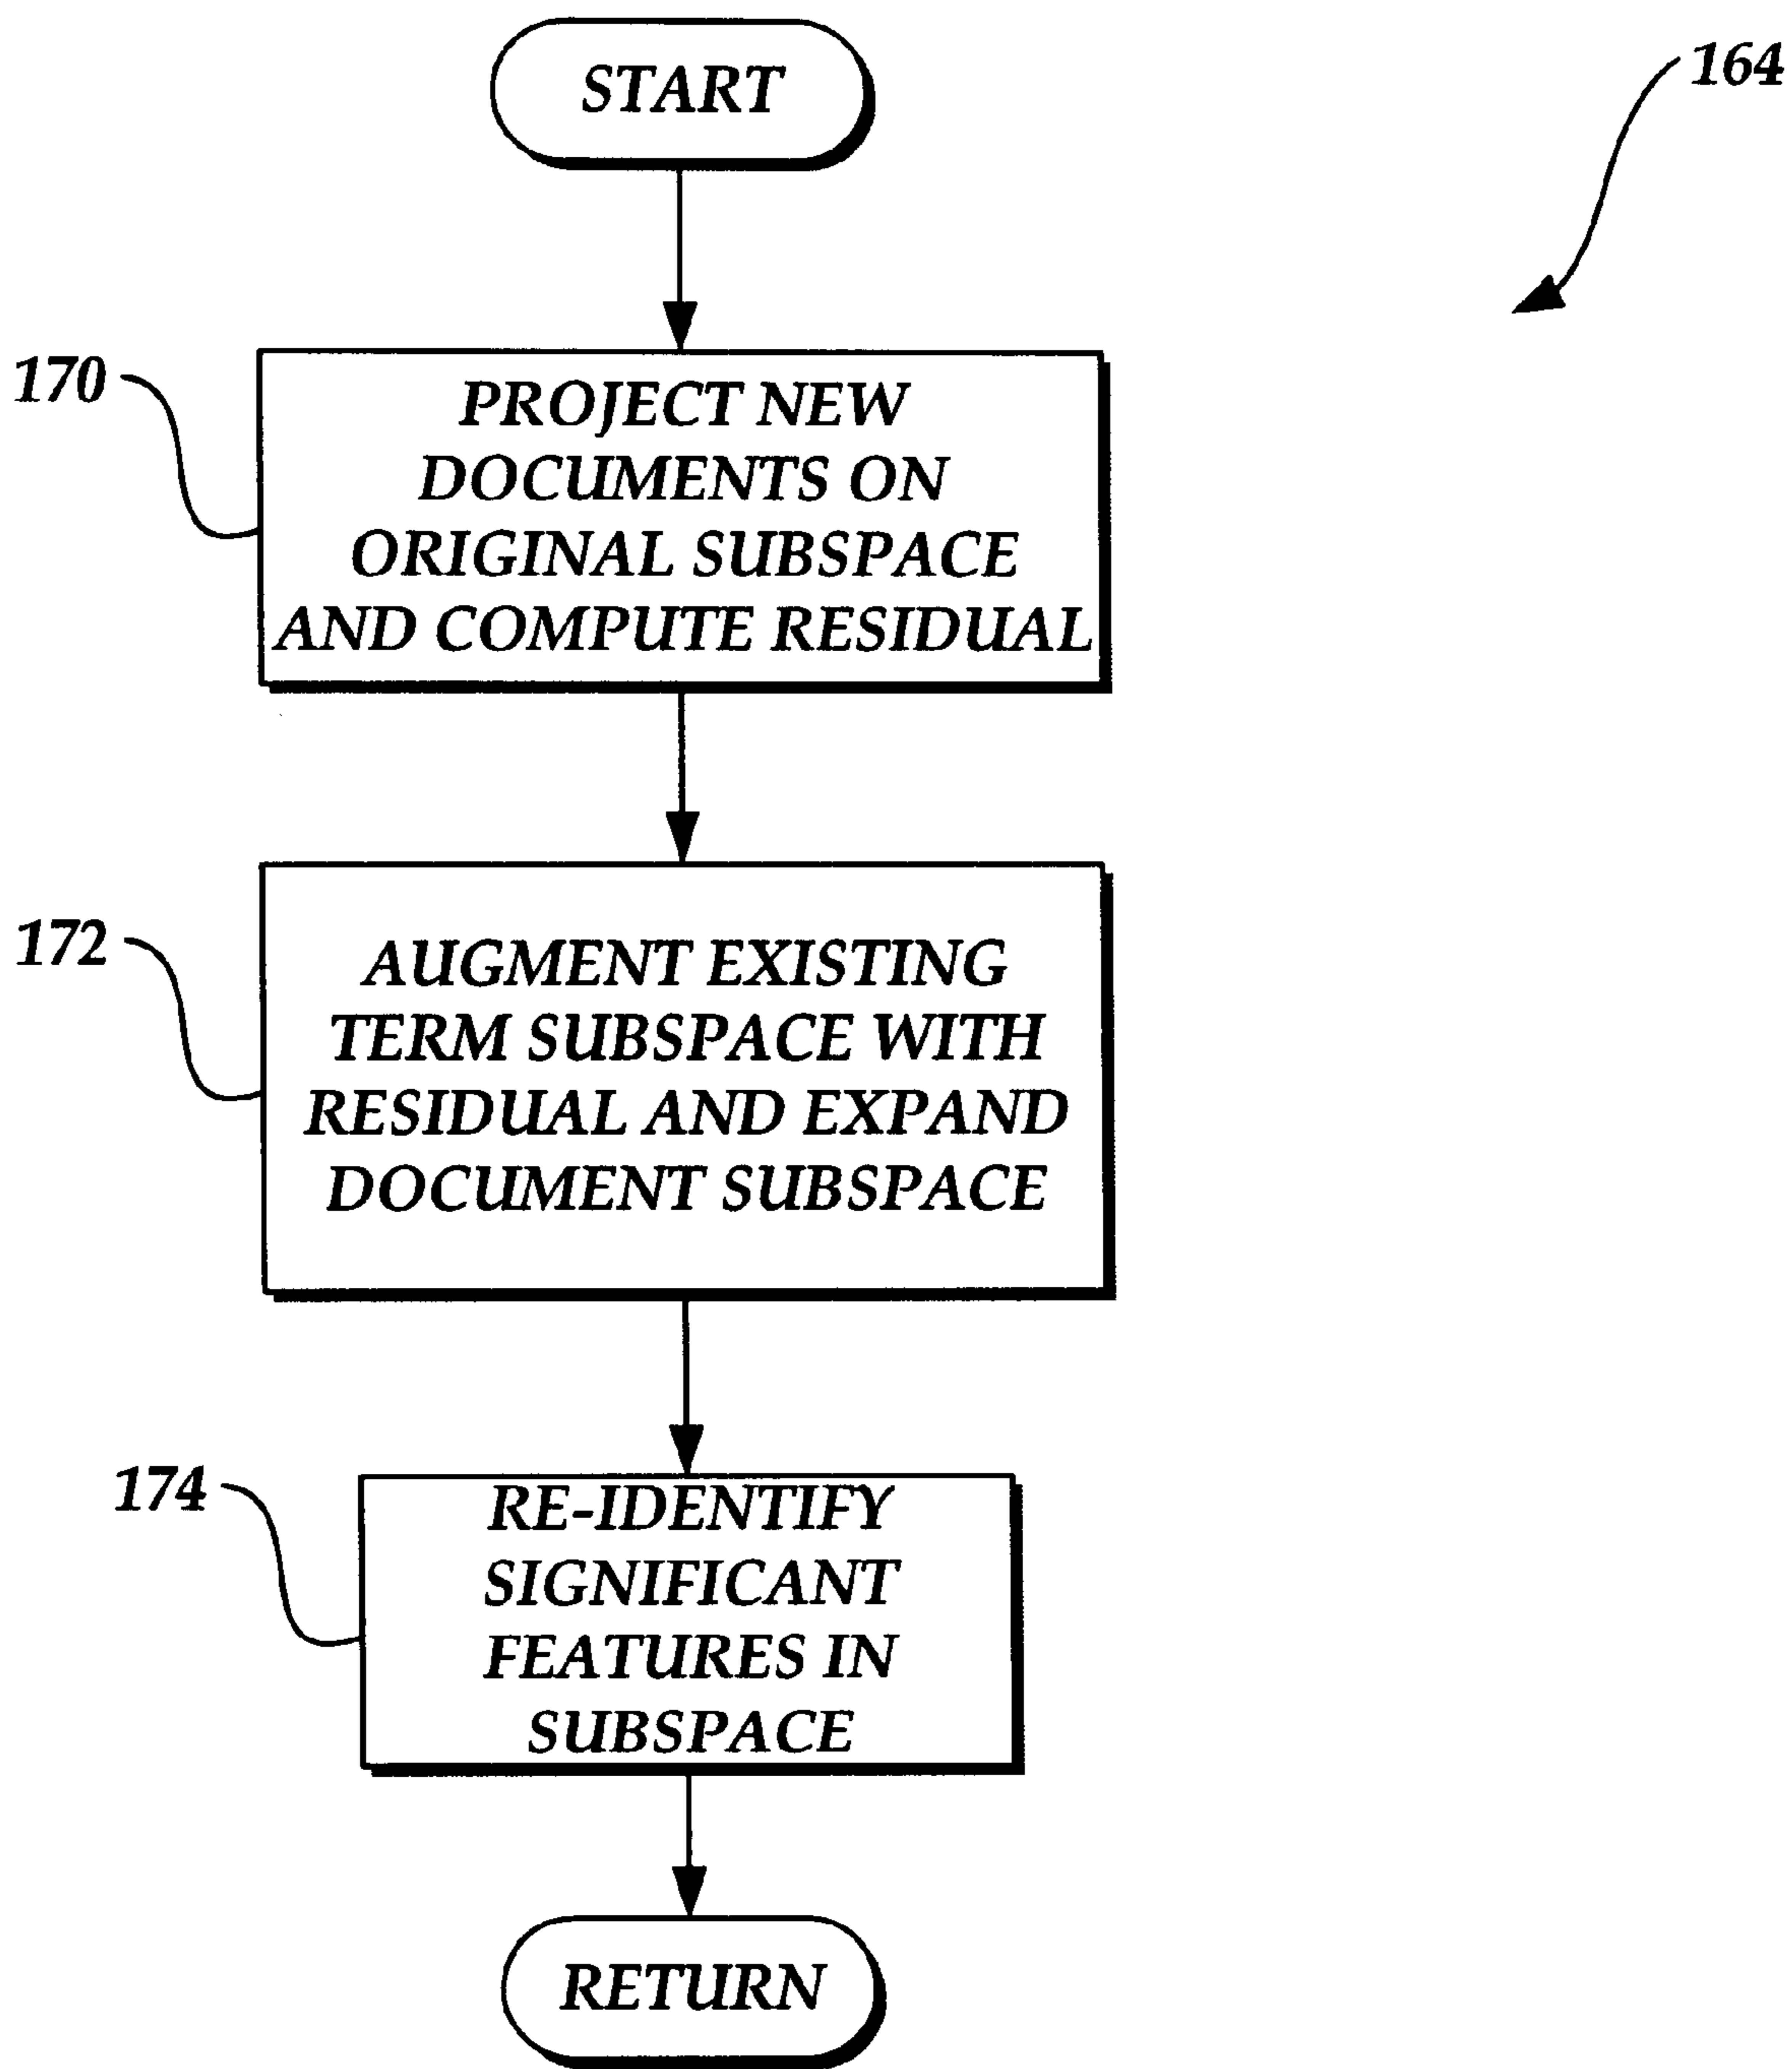 START
164
170
PROJECT NEW
DOCUMENTS ON
ORIGINAL SUBSPACE
AND COMPUTE RESIDUAL
172
AUGMENT EXISTING
TERM SUBSPACE WITH
RESIDUAL AND EXPAND
DOCUMENT SUBSPACE
174
RE-IDENTIFY
SIGNIFICANT
FEATURES IN
SUBSPACE
RETURN